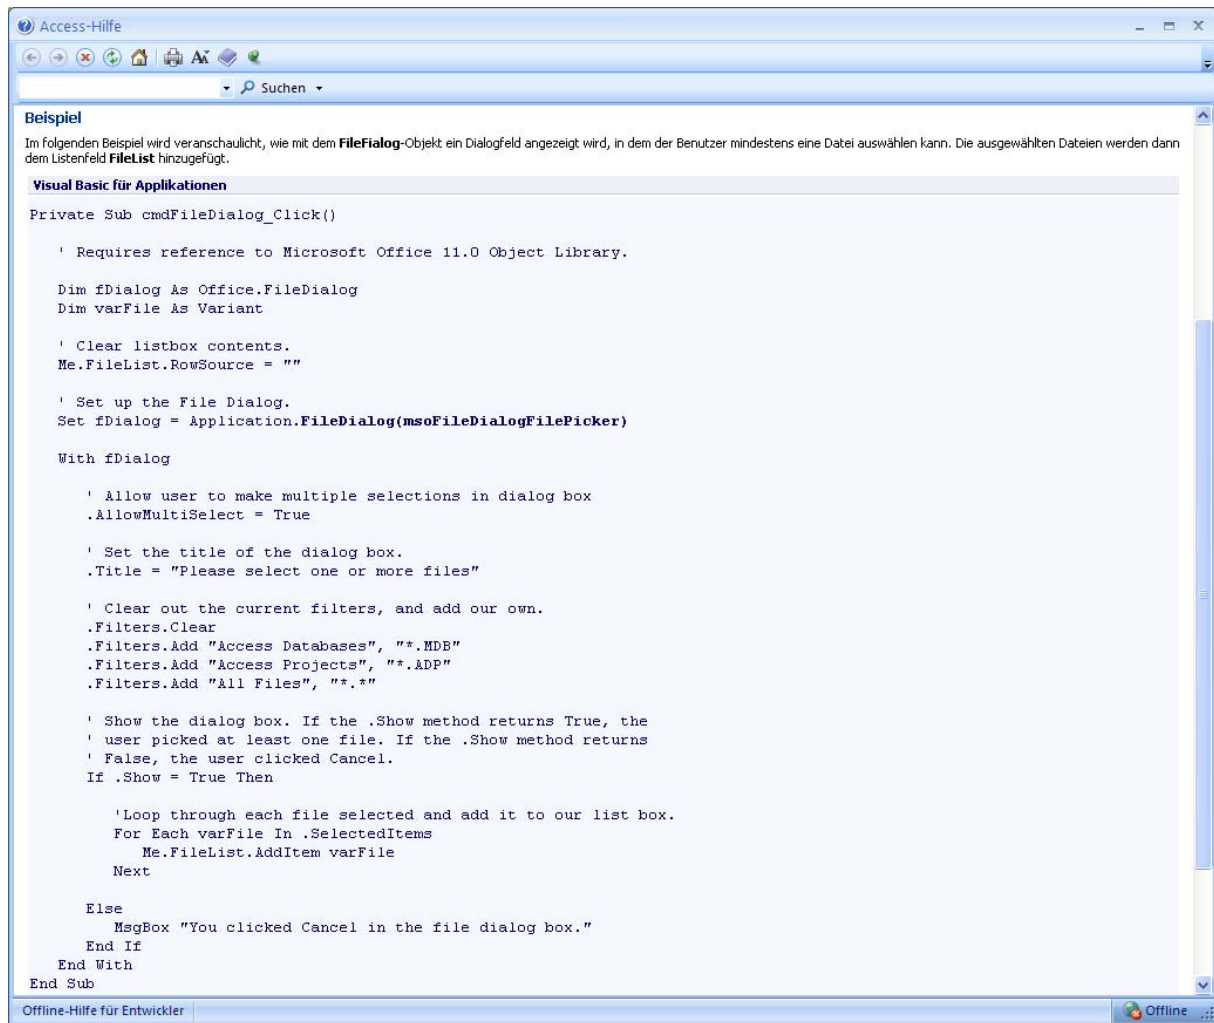 Access-Hilfe
Suchen
Beispiel
Im folgenden Beispiel wird veranschaulicht, wie mit dem FileFialog-Objekt ein Dialogfeld angezeigt wird, in dem der Benutzer mindestens eine Datei auswählen kann. Die ausgewählten Dateien werden dann
dem Listenfeld FileList hinzugefügt.
Visual Basic für Applikationen
Private Sub cmdFileDialog_Click()
' Requires reference to Microsoft Office 11.0 Object Library.
Dim fDialog As Office.FileDialog
Dim varFile As Variant
' Clear listbox contents.
Me.FileList.RowSource = ""
' Set up the File Dialog.
Set fDialog = Application.FileDialog(msoFileDialogFilePicker)
With fDialog
' Allow user to make multiple selections in dialog box
.AllowMultiSelect = True
' Set the title of the dialog box.
.Title = "Please select one or more files"
' Clear out the current filters, and add our own.
.Filters.Clear
.Filters.Add "Access Databases", "*.MDB"
.Filters.Add "Access Projects", "*.ADP"
.Filters.Add "All Files", "*.*"
' Show the dialog box. If the .Show method returns True, the
' user picked at least one file. If the .Show method returns
' False, the user clicked Cancel.
If .Show = True Then
'Loop through each file selected and add it to our list box.
For Each varFile In .SelectedItems
Me.FileList.AddItem varFile
Next
Else
MsgBox "You clicked Cancel in the file dialog box."
End If
End With
End Sub
Offline-Hilfe für Entwickler
Offline